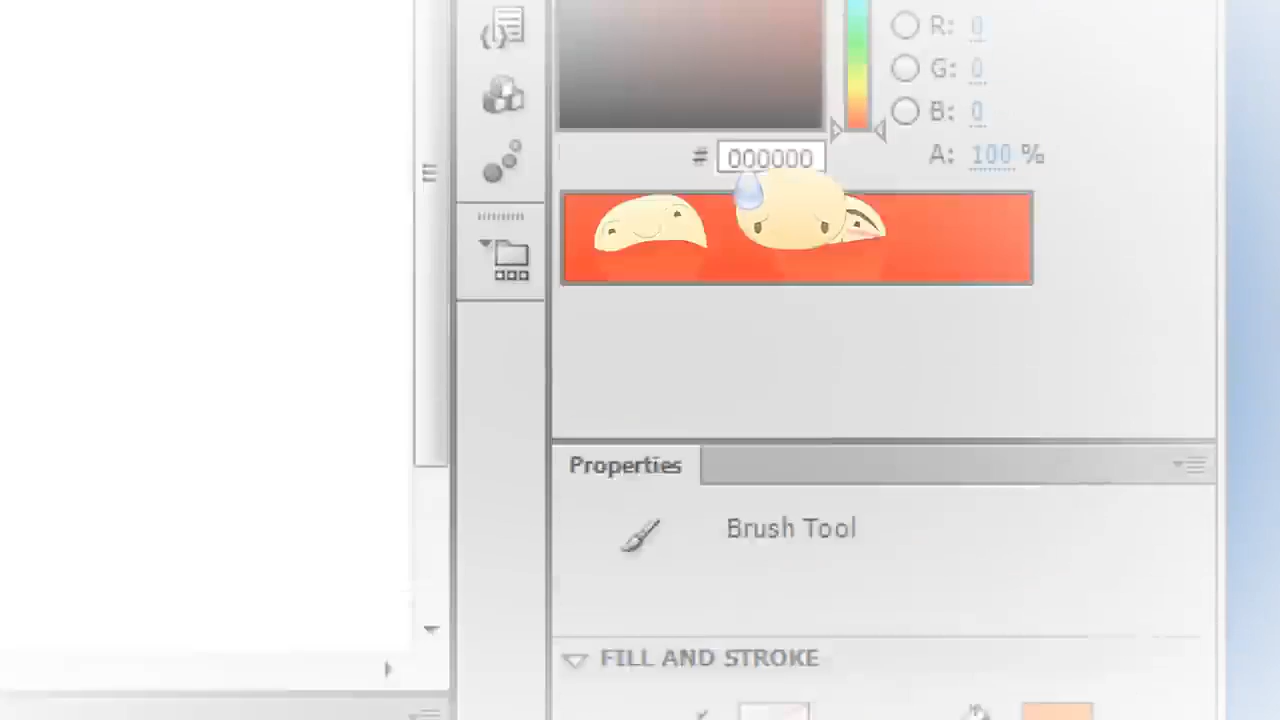 R: 0
G: 0
B: 0
# 000000
A: 100 %
Properties
Brush Tool
FILL AND STROKE